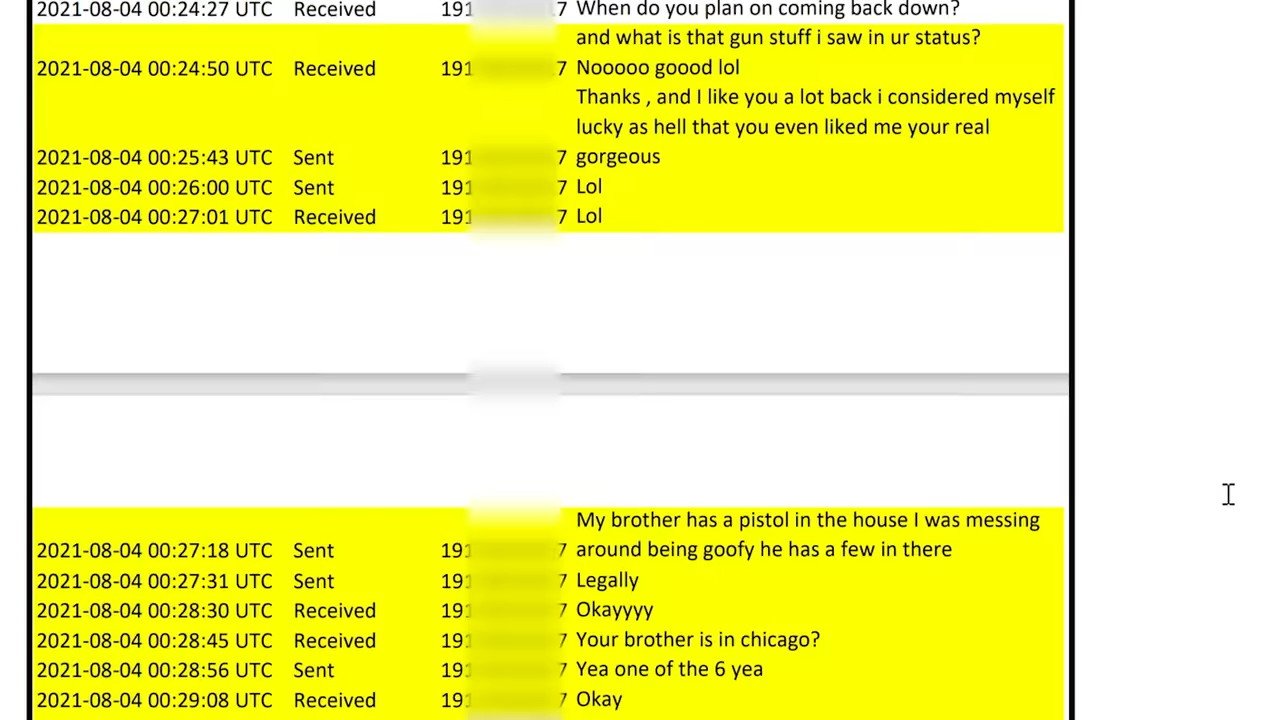 2021-08-04 00:24:27 UTC Received 191 7 When do you plan on coming back down?
and what is that gun stuff i saw in ur status?
2021-08-04 00:24:50 UTC Received 191 7 Nooooo goood lol
Thanks , and I like you a lot back i considered myself
lucky as hell that you even liked me your real
2021-08-04 00:25:43 UTC Sent 191 7 gorgeous
2021-08-04 00:26:00 UTC Sent 191 7 Lol
2021-08-04 00:27:01 UTC Received 191 7 Lol
My brother has a pistol in the house I was messing
2021-08-04 00:27:18 UTC Sent 191 7 around being goofy he has a few in there
2021-08-04 00:27:31 UTC Sent 191 7 Legally
2021-08-04 00:28:30 UTC Received 191 7 Okayyyy
2021-08-04 00:28:45 UTC Received 191 7 Your brother is in chicago?
2021-08-04 00:28:56 UTC Sent 191 7 Yea one of the 6 yea
2021-08-04 00:29:08 UTC Received 191 7 Okay